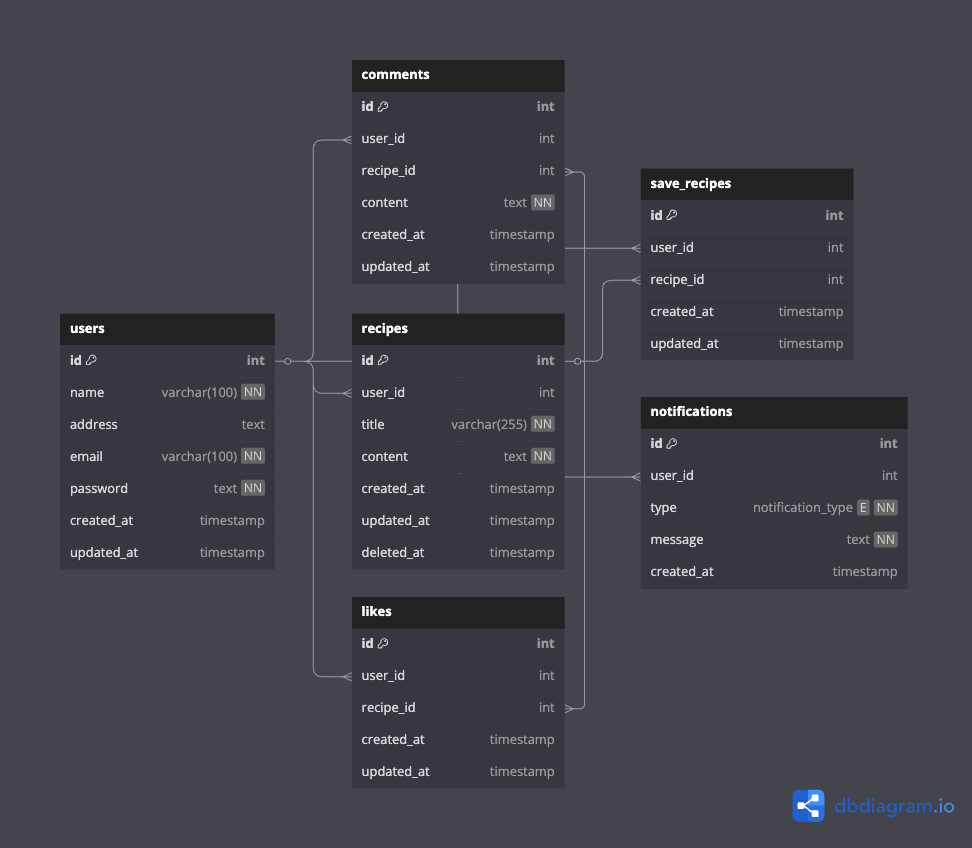 comments
id int
user_id int
recipe_id int
content text NN
created_at timestamp
updated_at timestamp
save_recipes
id int
user_id int
recipe_id int
created_at timestamp
updated_at timestamp
users
id int
name varchar(100) NN
address text
email varchar(100) NN
password text NN
created_at timestamp
updated_at timestamp
recipes
id int
user_id int
title varchar(255) NN
content text NN
created_at timestamp
updated_at timestamp
deleted_at timestamp
notifications
id int
user_id int
type notification_type E NN
message text NN
created_at timestamp
likes
id int
user_id int
recipe_id int
created_at timestamp
updated_at timestamp
dbdiagram.io